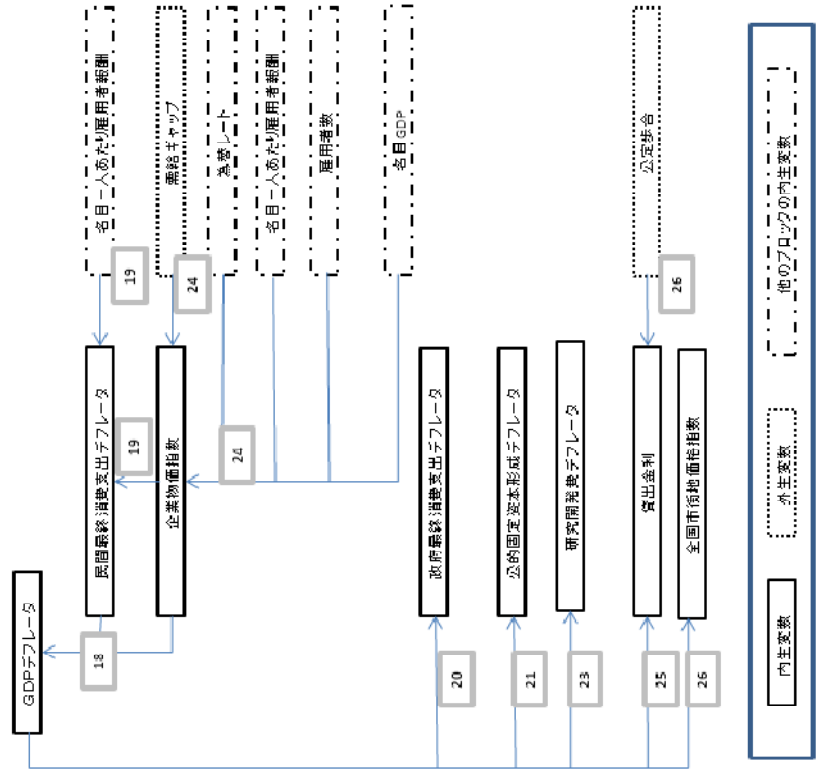 GDPデフレータ
18
民間最終消費支出デフレータ
19
名目一人あたり雇用者報酬
19
企業物価指数
24
需給ギャップ
24
為替レート
名目一人あたり雇用者報酬
雇用者数
名目GDP
政府最終消費支出デフレータ
20
公的固定資本形成デフレータ
21
研究開発費デフレータ
23
貸出金利
25
公定歩合
26
全国市街地価格指数
26
内生変数
外生変数
他のブロックの内生変数